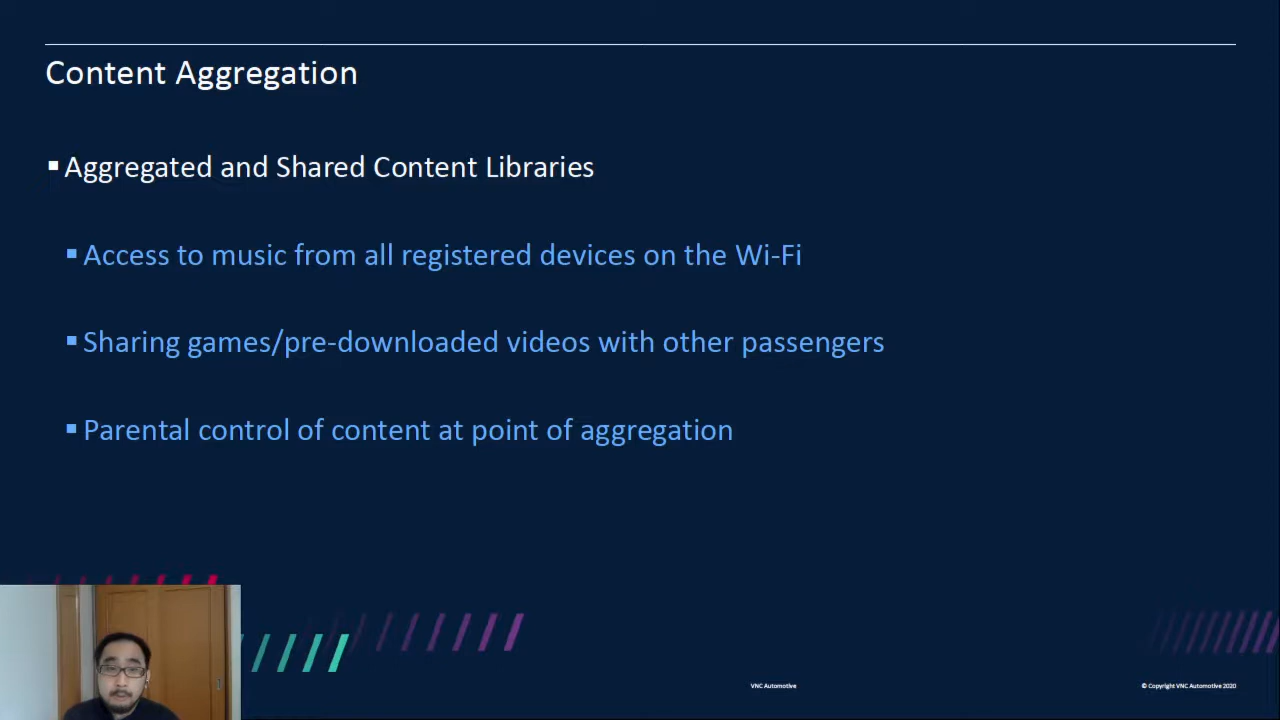 Content Aggregation
Aggregated and Shared Content Libraries
Access to music from all registered devices on the Wi-Fi
Sharing games/pre-downloaded videos with other passengers
Parental control of content at point of aggregation
VNC Automotive
© Copyright VNC Automotive 2020